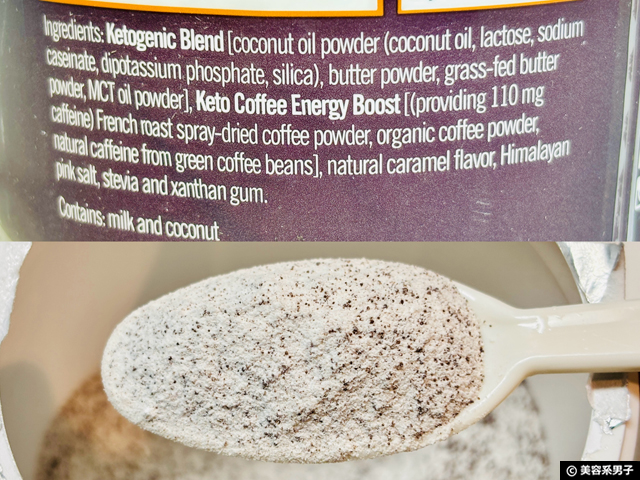 Ingredients: Ketogenic Blend [coconut oil powder (coconut oil, lactose, sodium
caseinate, dipotassium phosphate, silica), butter powder, grass-fed butter
powder, MCT oil powder], Keto Coffee Energy Boost [(providing 110 mg
caffeine) French roast spray-dried coffee powder, organic coffee powder,
natural caffeine from green coffee beans], natural caramel flavor, Himalayan
pink salt, stevia and xanthan gum.
Contains: milk and coconut
© 美容系男子